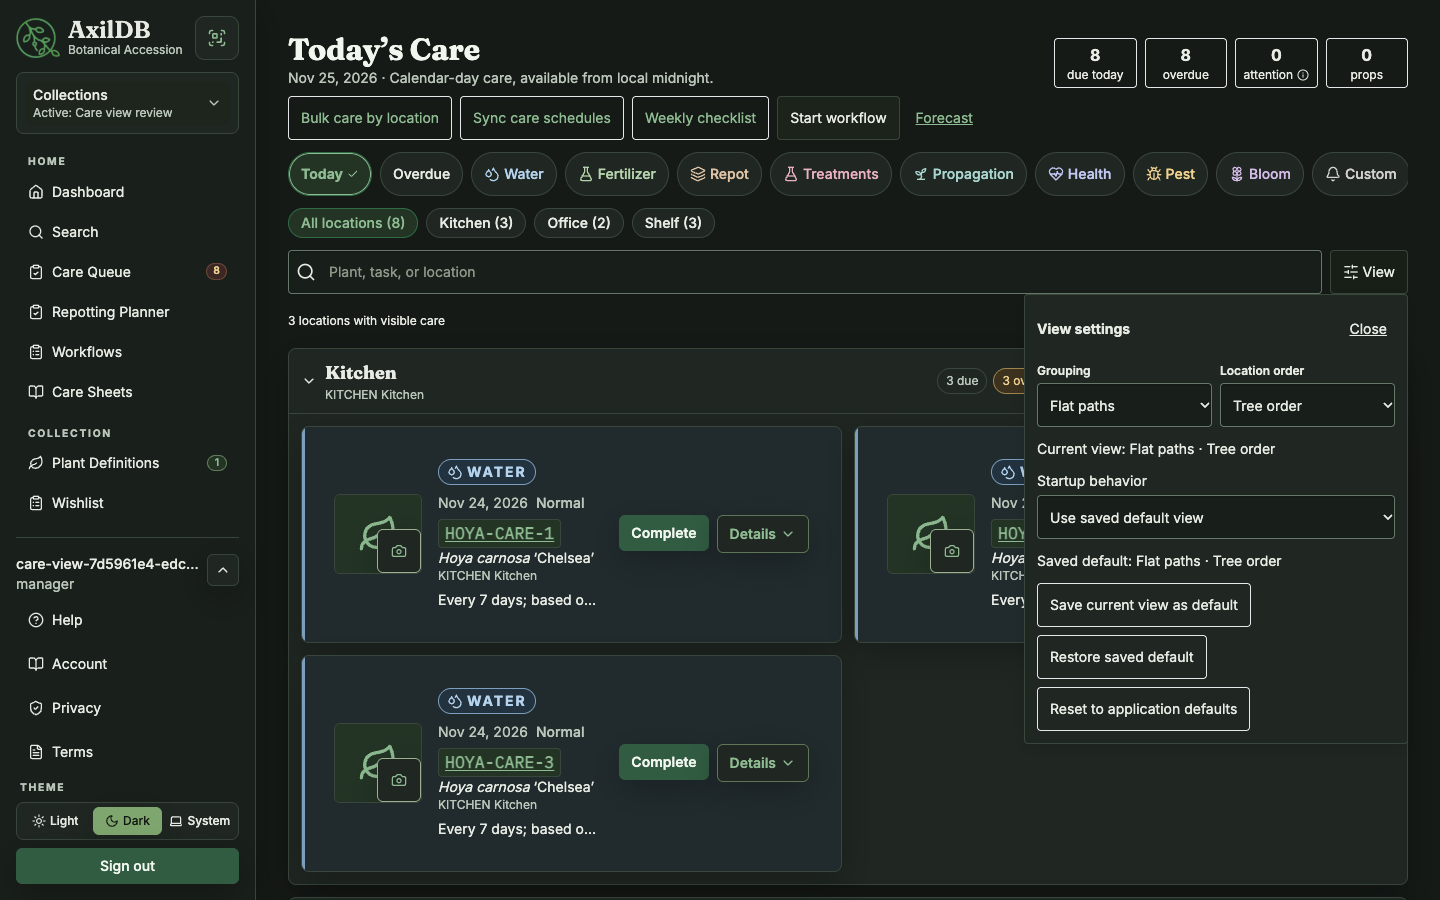 AxilDB
Botanical Accession
Collections
Active: Care view review
HOME
Dashboard
Search
Care Queue 8
Repotting Planner
Workflows
Care Sheets
COLLECTION
Plant Definitions 1
Wishlist
care-view-7d5961e4-edc...
manager
Help
Account
Privacy
Terms
THEME
Light Dark System
Sign out
Today’s Care
Nov 25, 2026 · Calendar-day care, available from local midnight.
8
due today
8
overdue
0
attention
0
props
Bulk care by location Sync care schedules Weekly checklist Start workflow Forecast
Today Overdue Water Fertilizer Repot Treatments Propagation Health Pest Bloom Custom
All locations (8) Kitchen (3) Office (2) Shelf (3)
Plant, task, or location
View
3 locations with visible care
Kitchen
KITCHEN Kitchen
3 due
WATER
Nov 24, 2026 Normal
HOYA-CARE-1
Hoya carnosa ‘Chelsea’
KITCHEN Kitchen
Every 7 days; based o...
Complete Details
WATER
Nov 24, 2026 Normal
HOYA-CARE-3
Hoya carnosa ‘Chelsea’
KITCHEN Kitchen
Every 7 days; based o...
Complete Details
View settings Close
Grouping Location order
Flat paths Tree order
Current view: Flat paths · Tree order
Startup behavior
Use saved default view
Saved default: Flat paths · Tree order
Save current view as default
Restore saved default
Reset to application defaults